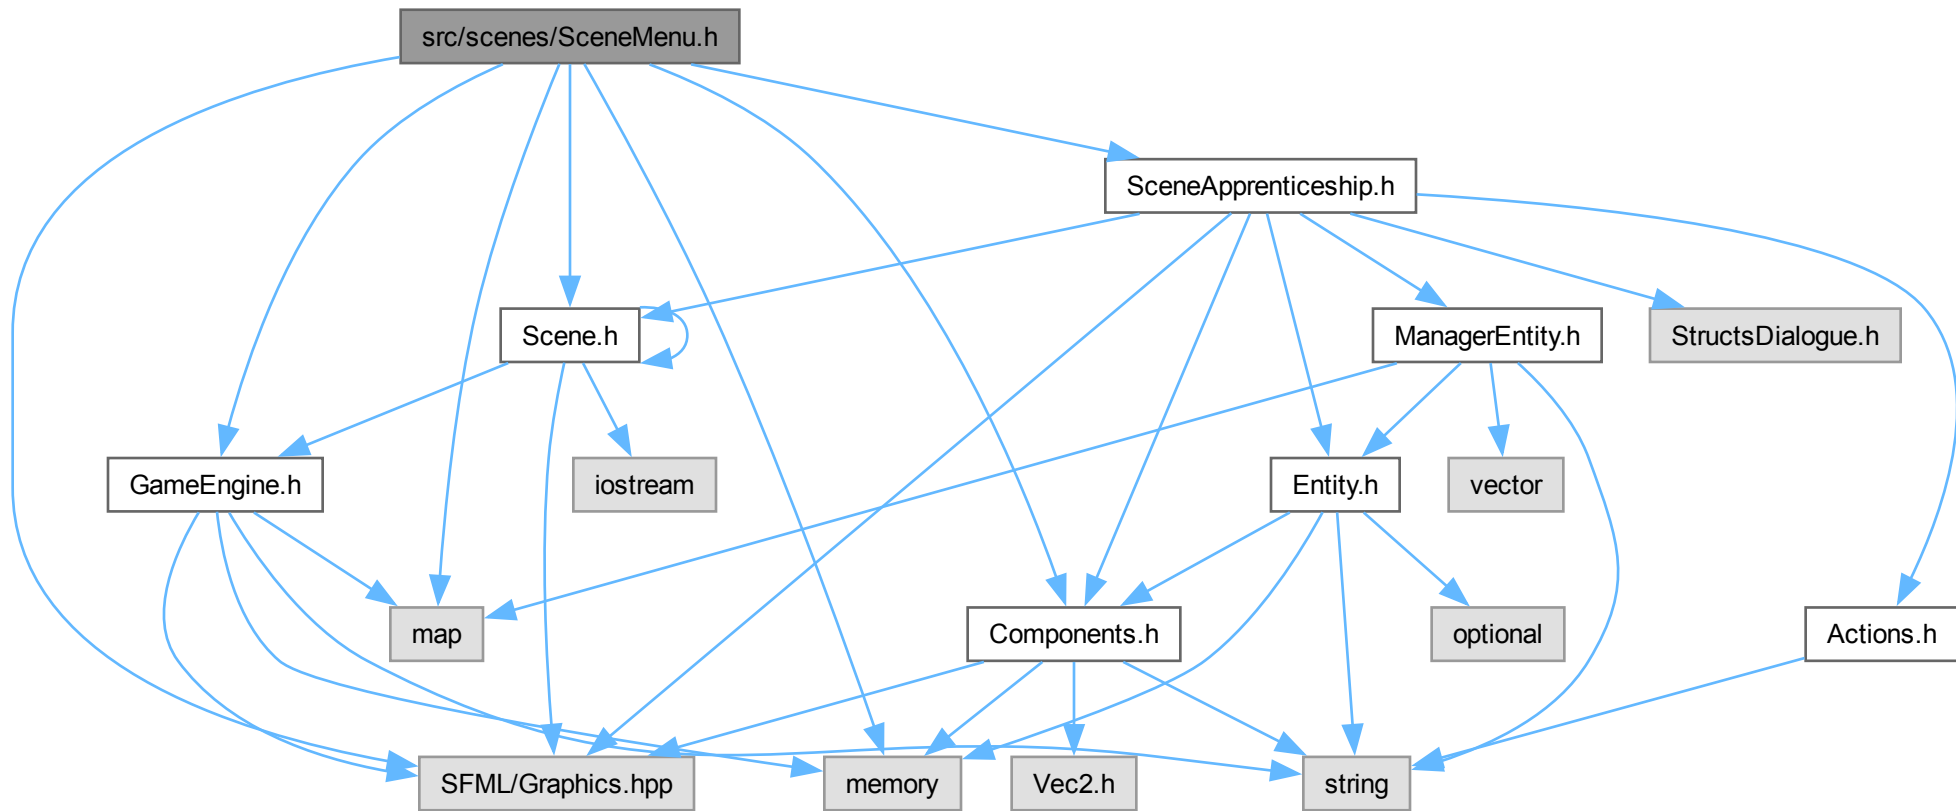 src/scenes/SceneMenu.h
SceneApprenticeship.h
Scene.h
ManagerEntity.h
StructsDialogue.h
GameEngine.h
iostream
Entity.h
vector
map
Components.h
optional
Actions.h
SFML/Graphics.hpp
memory
Vec2.h
string